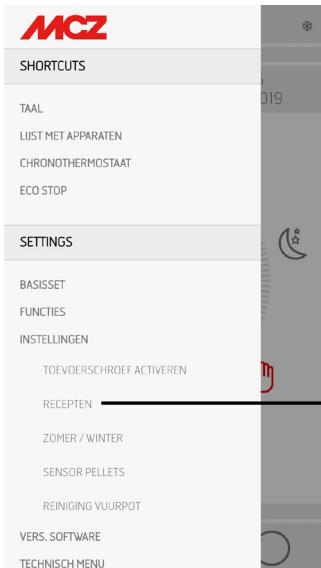 MCZ
SHORTCUTS
019
TAAL
LIJST MET APPARATEN
CHRONOTHERMOSTAAT
ECO STOP
SETTINGS
BASISSET
FUNCTIES
INSTELLINGEN
TOEVOERSCHROEF ACTIVEREN
RECEPTEN
ZOMER / WINTER
SENSOR PELLETS
REINIGING VUURPOT
VERS. SOFTWARE
TECHNISCH MENU